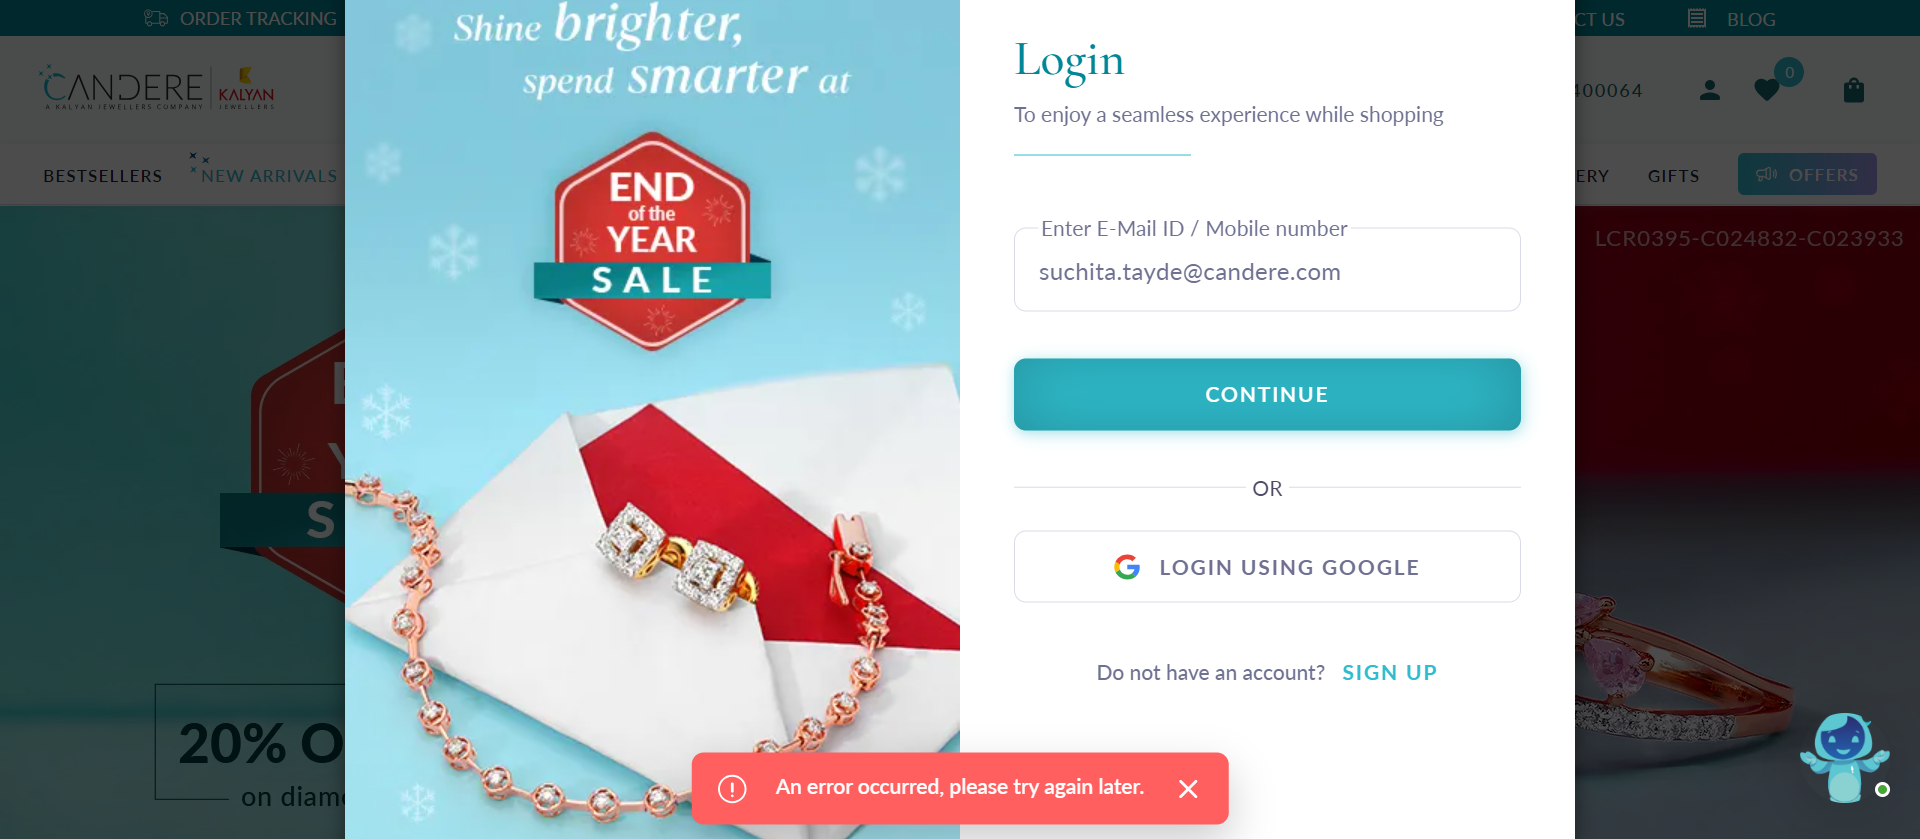 ORDER TRACKING
CT US
BLOG
CANDERE
A KALYAN JEWELLERS COMPANY
KALYAN
JEWELLERS
400064
0
BESTSELLERS
NEW ARRIVALS
ERY
GIFTS
OFFERS
LCR0395-C024832-C023933
S
20% O
on diam
Shine brighter,
spend smarter at
END
of the
YEAR
SALE
Login
To enjoy a seamless experience while shopping
Enter E-Mail ID / Mobile number
suchita.tayde@candere.com
CONTINUE
OR
LOGIN USING GOOGLE
Do not have an account? SIGN UP
An error occurred, please try again later.